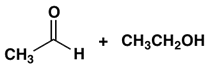 O
CH₃ H + CH₃CH₂OH